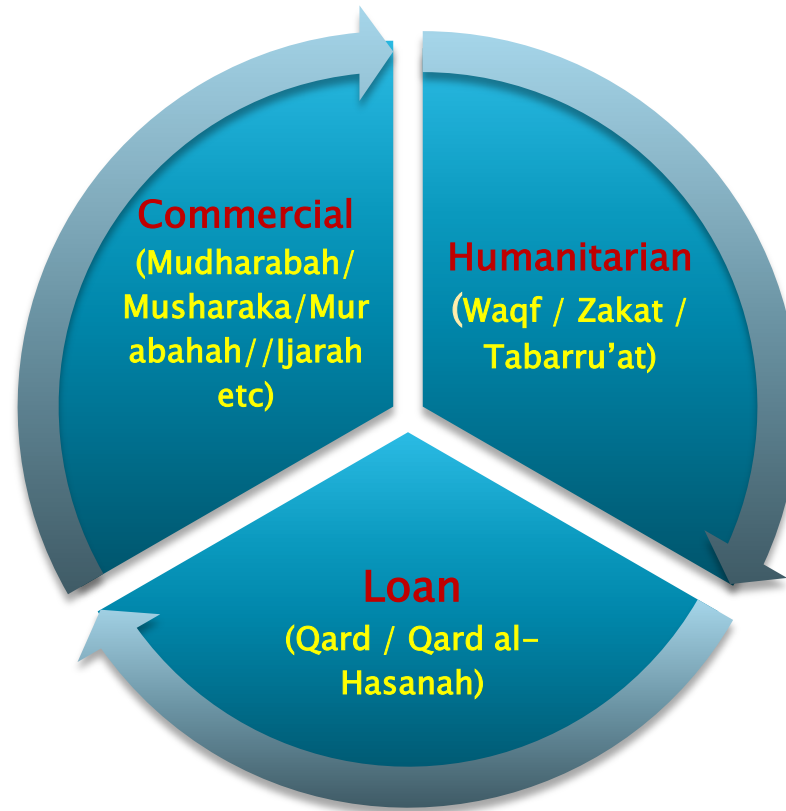 Commercial
(Mudharabah/
Musharaka/Mur
abahah//Ijarah
etc)
Humanitarian
(Waqf / Zakat /
Tabarru’at)
Loan
(Qard / Qard al-
Hasanah)